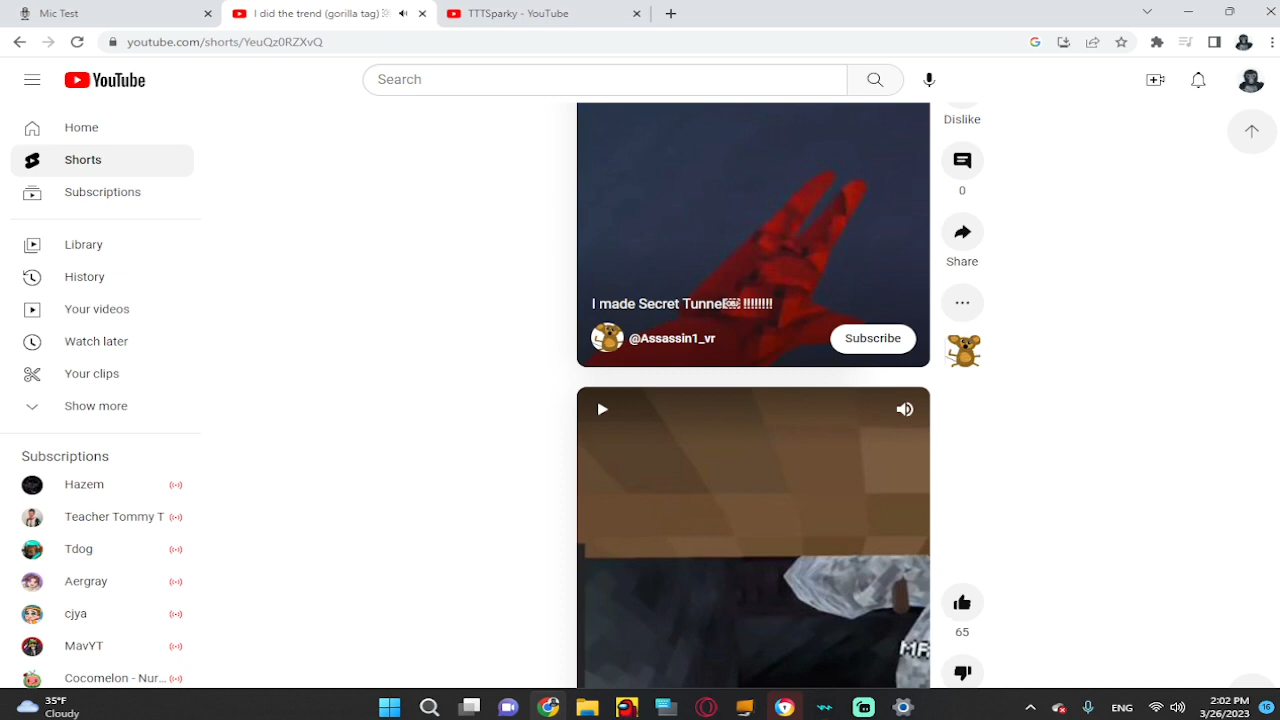 Mic Test
I did the trend (gorilla tag)
TTTSparky - YouTube
youtube.com/shorts/YeuQz0RZXvQ
YouTube
Search
Home
Shorts
Subscriptions
Library
History
Your videos
Watch later
Your clips
Show more
Subscriptions
Hazem
Teacher Tommy T
Tdog
Aergray
cjya
MavYT
Cocomelon - Nur...
I made Secret Tunnel !!!!!!!!
@Assassin1_vr
Subscribe
Dislike
0
Share
65
35°F
Cloudy
ENG
2:02 PM
3/26/2023
16